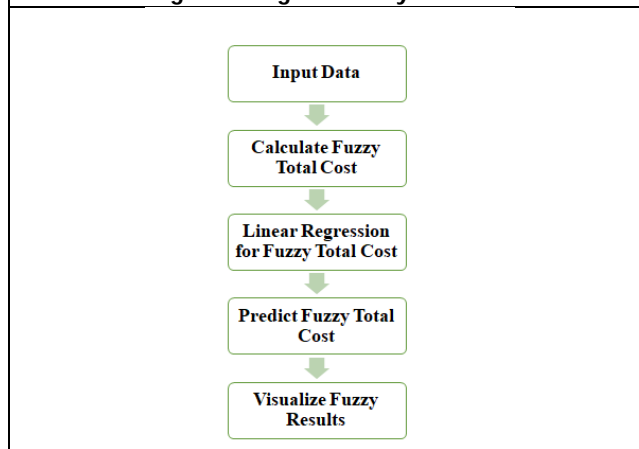 Input Data
Calculate Fuzzy
Total Cost
Linear Regression
for Fuzzy Total Cost
Predict Fuzzy Total
Cost
Visualize Fuzzy
Results